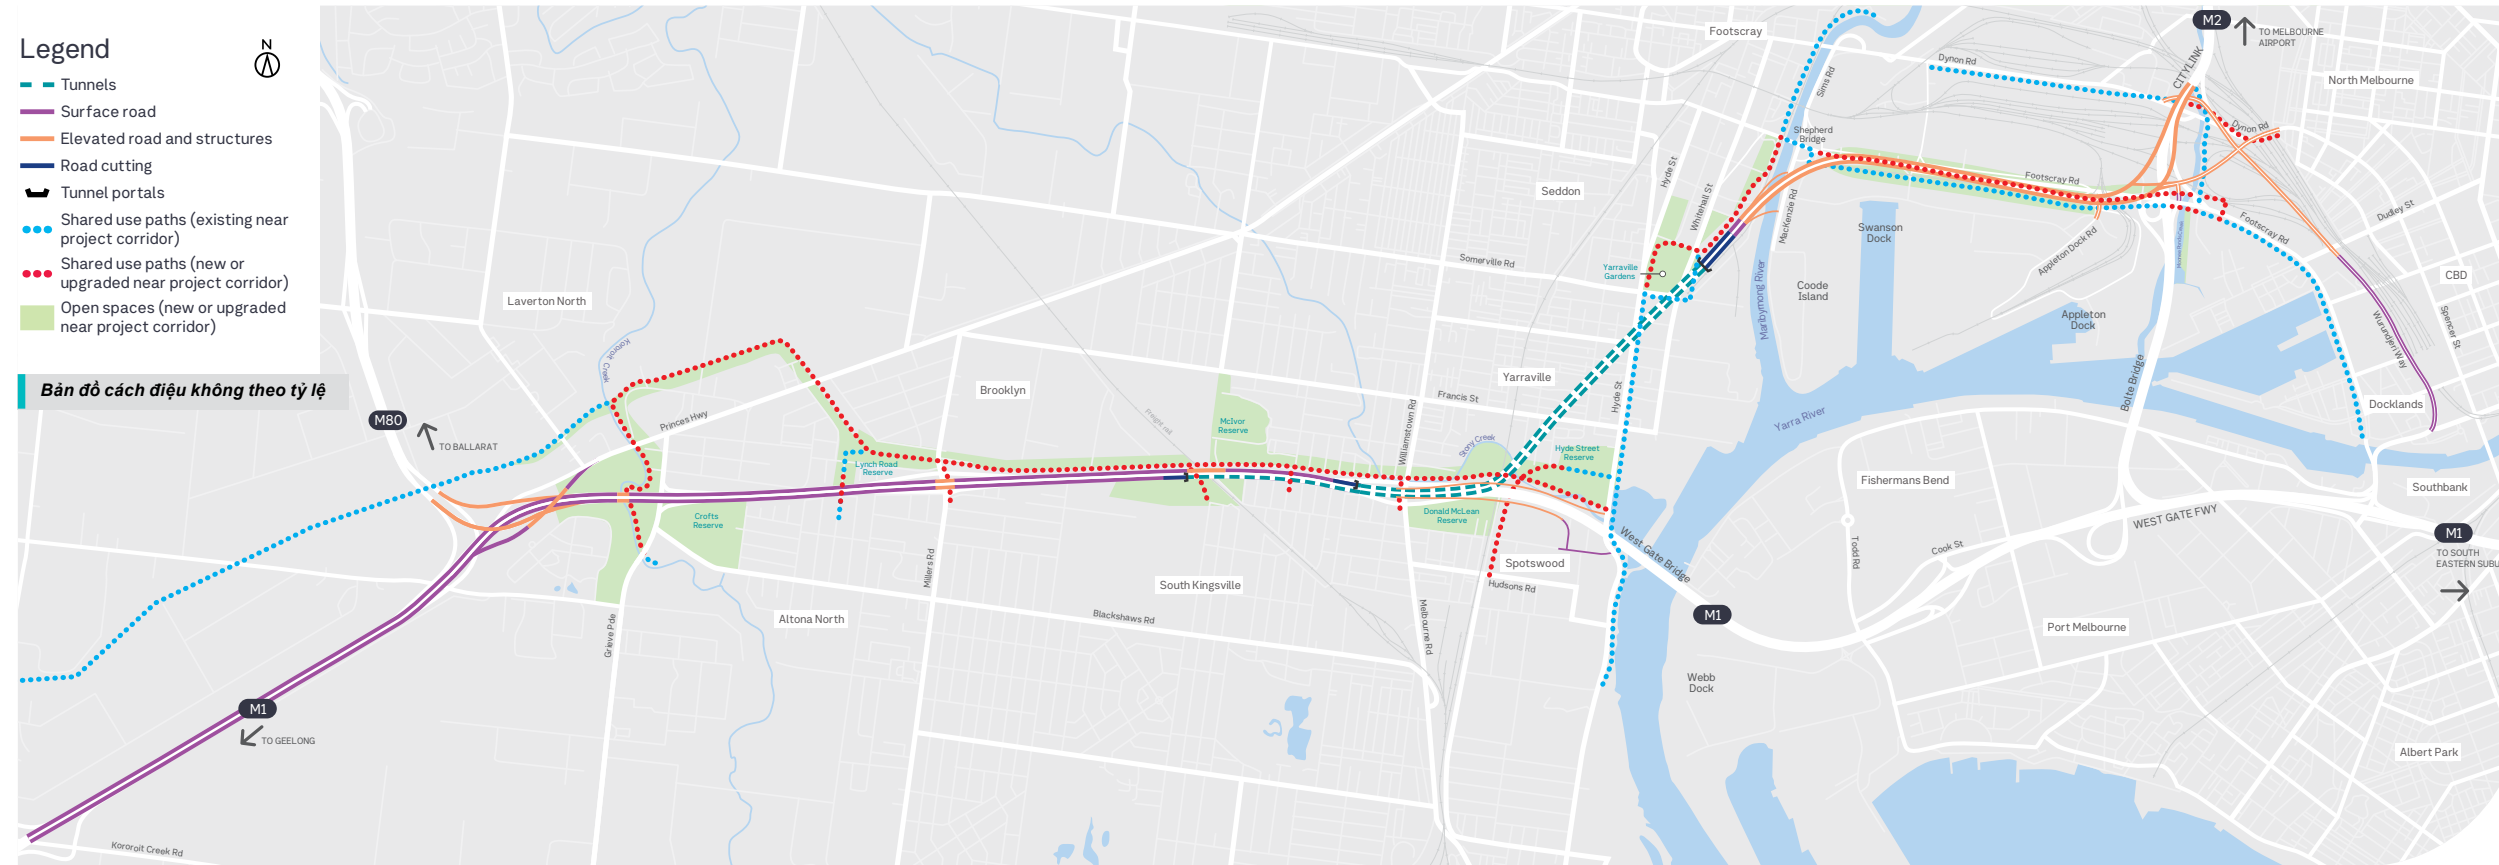 Legend
N
Tunnels
Surface road
Elevated road and structures
Road cutting
Tunnel portals
Shared use paths (existing near
project corridor)
Shared use paths (new or
upgraded near project corridor)
Open spaces (new or upgraded
near project corridor)
Bản đồ cách điệu không theo tỷ lệ
M2
TO MELBOURNE
AIRPORT
Footscray
CITYLINK
Dynon Rd
North Melbourne
Sims Rd
Shepherd
Bridge
Dynon Rd
Hyde St
Seddon
Footscray Rd
Whitehall St
MacKenzie Rd
Dudley St
Swanson
Dock
Footscray Rd
Appleton Dock Rd
Somerville Rd
Yarraville
Gardens
CBD
Maribyrnong River
Coode
Island
Laverton North
Appleton
Dock
Spencer St
Wurundjeri Way
Kororoit
Creek
Yarraville
Brooklyn
Bolte Bridge
Francis St
Hyde St
Docklands
Princes Hwy
M80
TO BALLARAT
McIvor
Reserve
Freight rail
Williamstown Rd
Yarra River
Stony Creek
Hyde Street
Reserve
Lynch Road
Reserve
Fishermans Bend
Southbank
Crofts
Reserve
Donald McLean
Reserve
WEST GATE FWY
M1
TO SOUTH
EASTERN SUBU
West Gate Bridge
Cook St
Todd Rd
Spotswood
Millers Rd
South Kingsville
Hudsons Rd
M1
Altona North
Blackshaws Rd
Melbourne Rd
Port Melbourne
Grieve Pde
Webb
Dock
M1
TO GEELONG
Albert Park
Kororoit Creek Rd